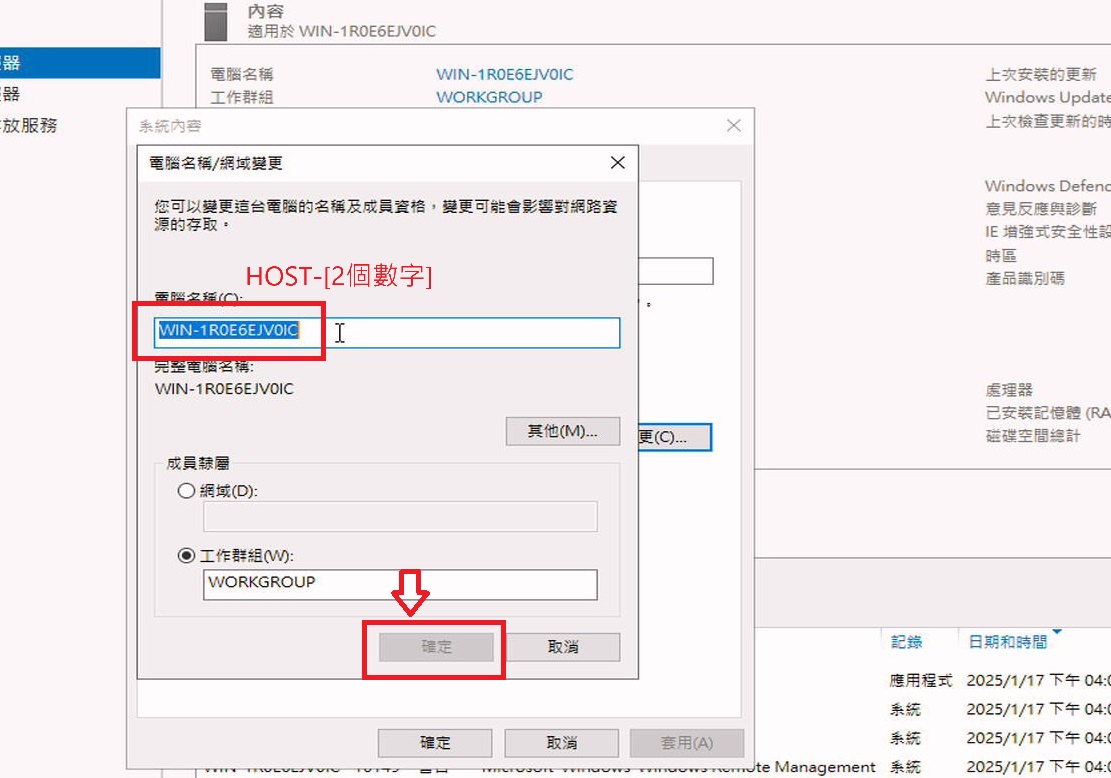 內容
適用於 WIN-1R0E6EJV0IC
器
電腦名稱
WIN-1R0E6EJV0IC
上次安裝的更新
器
工作群組
WORKGROUP
Windows Update
放服務
上次檢查更新的時
系統內容
電腦名稱/網域變更
您可以變更這台電腦的名稱及成員資格，變更可能會影響對網路資
源的存取。
Windows Defend
意見反應與診斷
IE 增強式安全性設
時區
產品識別碼
HOST-[2個數字]
電腦名稱(C):
WIN-1R0E6EJV0IC
完整電腦名稱:
WIN-1R0E6EJV0IC
處理器
已安裝記憶體 (RA
磁碟空間總計
其他(M)...
更(C)...
成員隸屬
網域(D):
工作群組(W):
WORKGROUP
確定
取消
記錄
日期和時間
應用程式
2025/1/17 下午 04:0
系統
2025/1/17 下午 04:0
系統
2025/1/17 下午 04:0
確定
取消
套用(A)
WIN-1R0E6EJV0IC 10149 警告 Microsoft-Windows-Windows Remote Management
系統
2025/1/17 下午 04:0